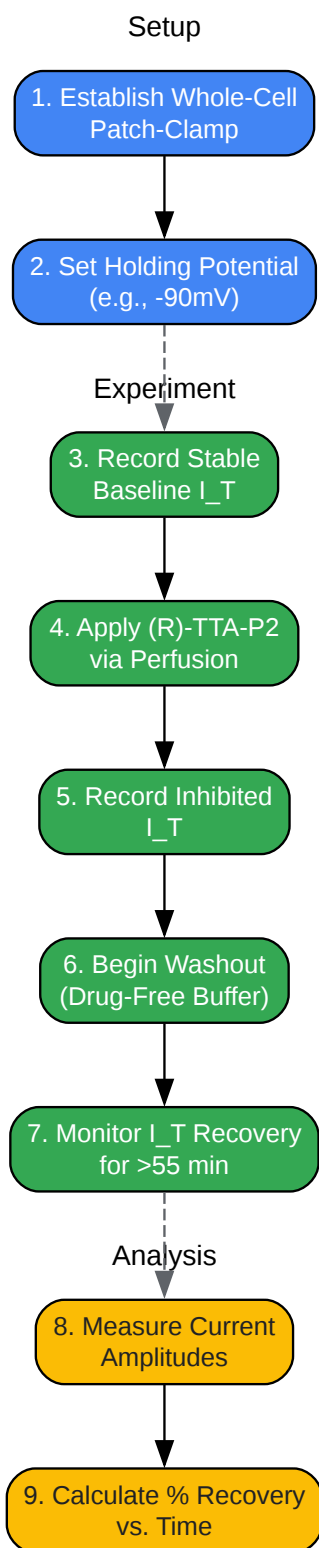 Setup
1. Establish Whole-Cell
Patch-Clamp
2. Set Holding Potential
(e.g., -90mV)
Experiment
3. Record Stable
Baseline I_T
4. Apply (R)-TTA-P2
via Perfusion
5. Record Inhibited
I_T
6. Begin Washout
(Drug-Free Buffer)
7. Monitor I_T Recovery
for >55 min
Analysis
8. Measure Current
Amplitudes
9. Calculate % Recovery
vs. Time